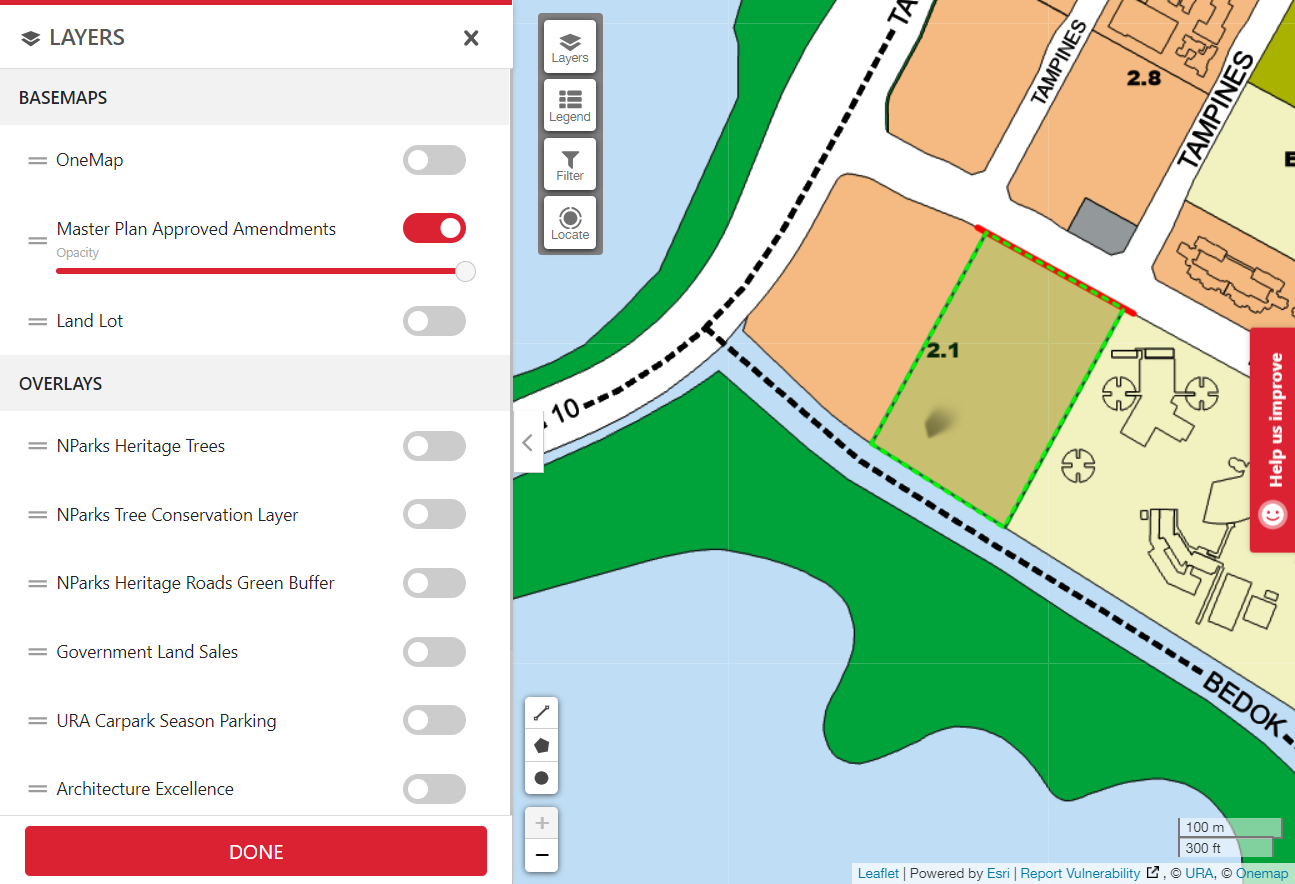 LAYERS
BASEMAPS
OneMap
Master Plan Approved Amendments
Opacity
Land Lot
OVERLAYS
NParks Heritage Trees
NParks Tree Conservation Layer
NParks Heritage Roads Green Buffer
Government Land Sales
URA Carpark Season Parking
Architecture Excellence
DONE
Layers
Legend
Filter
Locate
TA
TAMPINES
2.8
TAMPINES
2.1
10
BEDOK
Help us improve
100 m
300 ft
Leaflet | Powered by Esri | Report Vulnerability , © URA, © Onemap